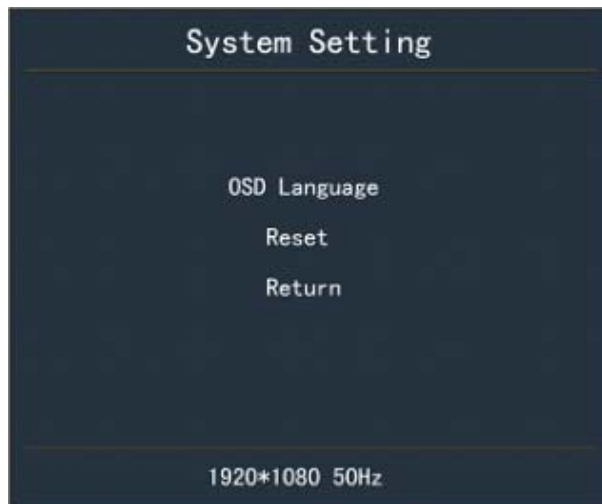 System Setting
OSD Language
Reset
Return
1920*1080 50Hz